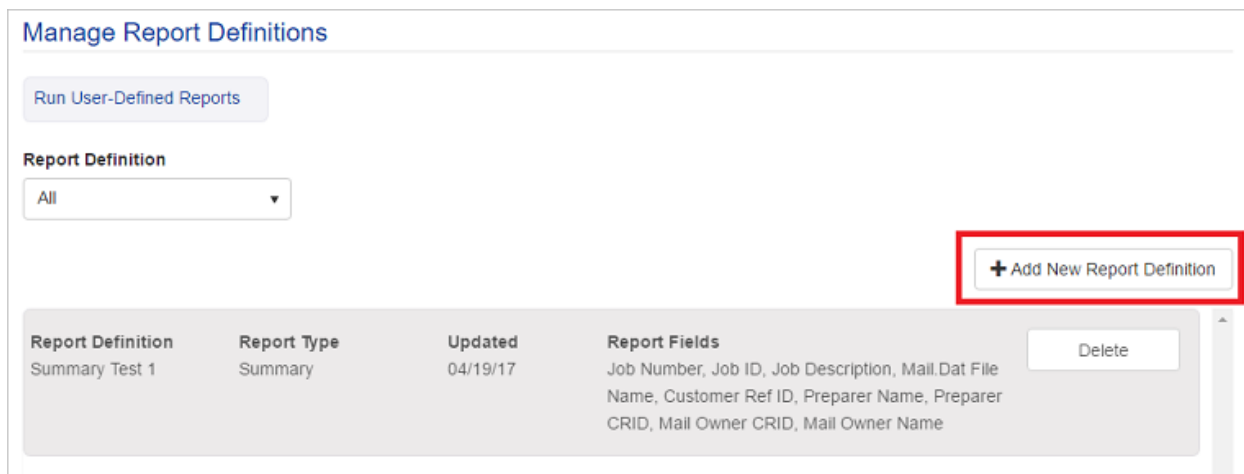 Manage Report Definitions
Run User-Defined Reports
Report Definition
All
Add New Report Definition
Report Definition Report Type Updated Report Fields Delete
Summary Test 1 Summary 04/19/17 Job Number, Job ID, Job Description, Mail.Dat File
Name, Customer Ref ID, Preparer Name, Preparer
CRID, Mail Owner CRID, Mail Owner Name